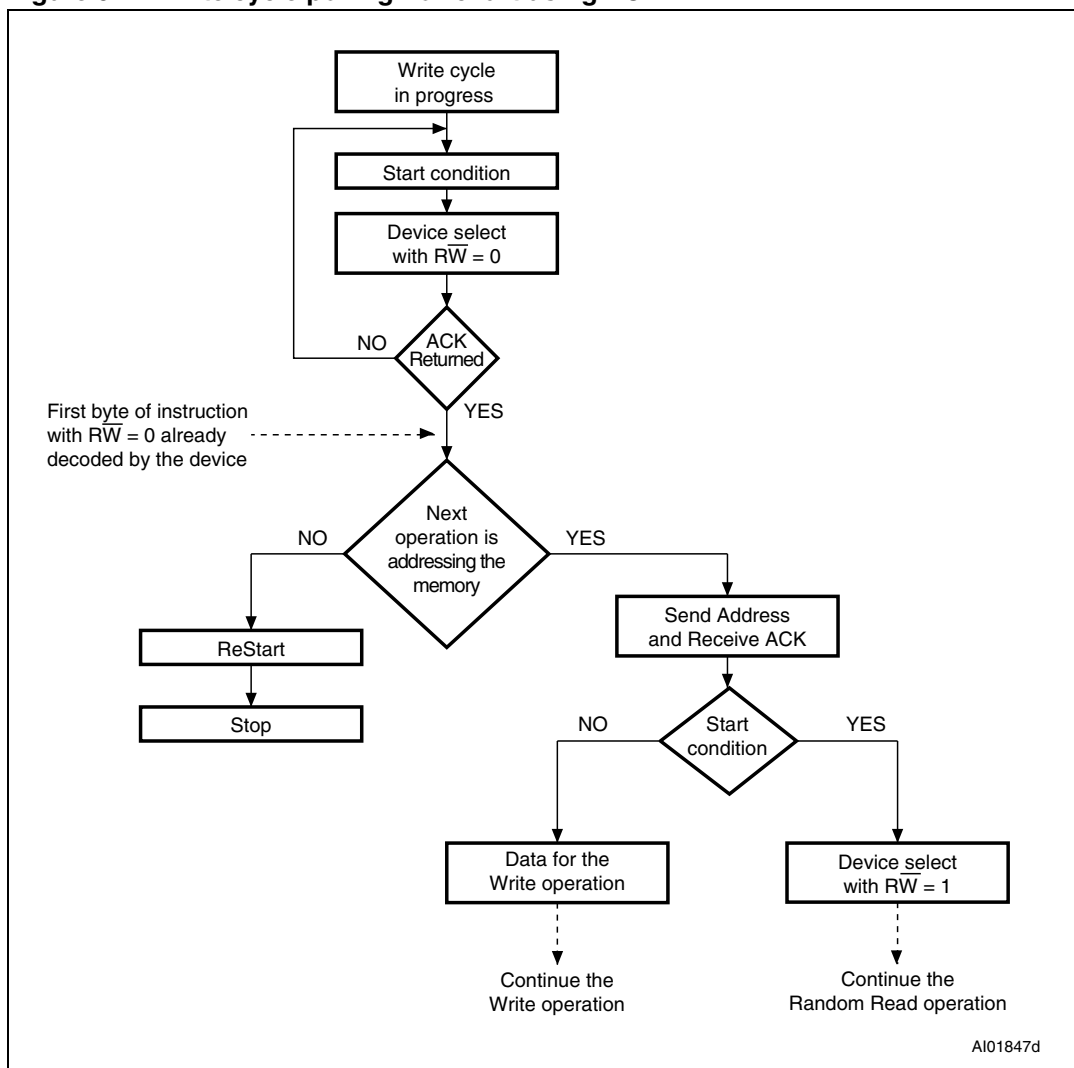 Write cycle
in progress
Start condition
Device select
with RW̅ = 0
NO
ACK
Returned
YES
First byte of instruction
with RW̅ = 0 already
decoded by the device
NO
Next
operation is
addressing the
memory
YES
Send Address
and Receive ACK
ReStart
Stop
NO
Start
condition
YES
Data for the
Write operation
Device select
with RW̅ = 1
Continue the
Write operation
Continue the
Random Read operation
AI01847d